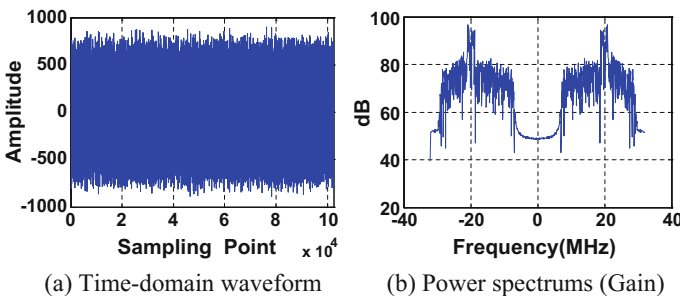 1000
500
0
-500
-1000
Amplitude
0 2 4 6 8 10
Sampling Point x 10^4
(a) Time-domain waveform
100
80
60
40
20
dB
-40 -20 0 20 40
Frequency(MHz)
(b) Power spectrums (Gain)